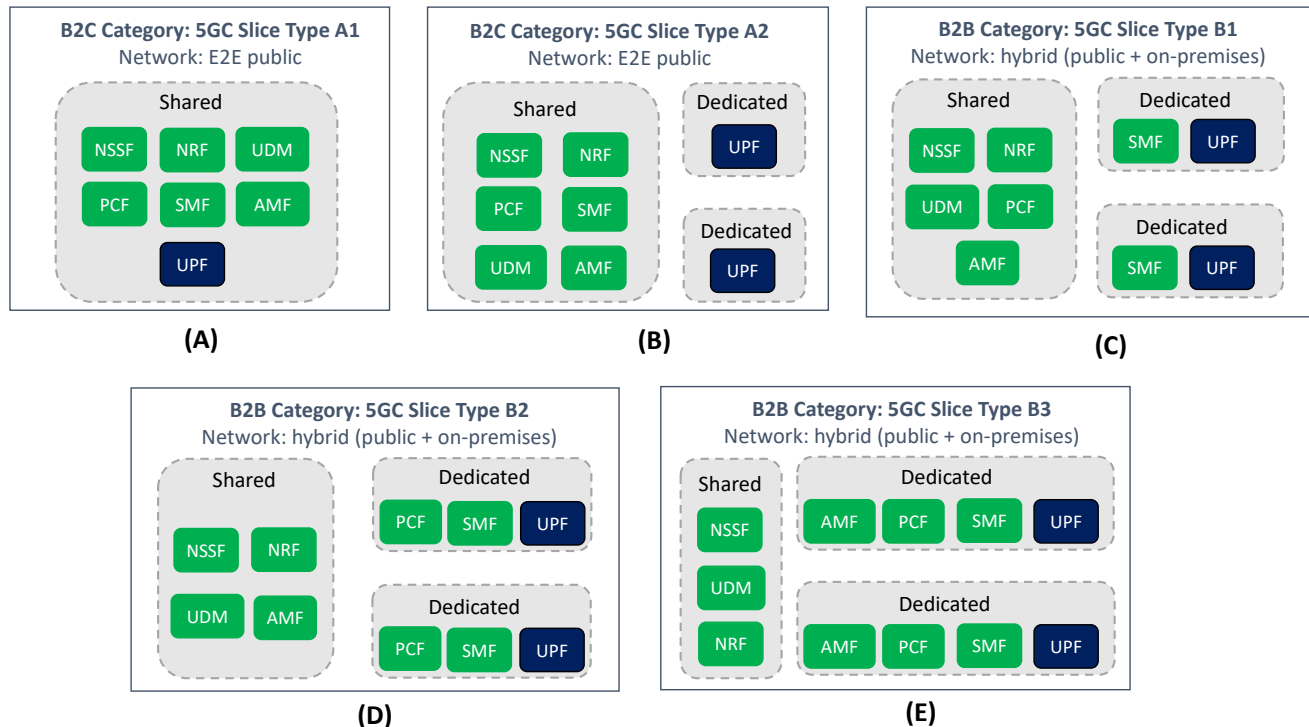 B2C Category: 5GC Slice Type A1
Network: E2E public
Shared
NSSF NRF UDM
PCF SMF AMF
UPF
(A)
B2C Category: 5GC Slice Type A2
Network: E2E public
Shared
NSSF NRF
PCF SMF
UDM AMF
Dedicated
UPF
Dedicated
UPF
(B)
B2B Category: 5GC Slice Type B1
Network: hybrid (public + on-premises)
Shared
NSSF NRF
UDM PCF
AMF
Dedicated
SMF UPF
Dedicated
SMF UPF
(C)
B2B Category: 5GC Slice Type B2
Network: hybrid (public + on-premises)
Shared
NSSF NRF
UDM AMF
Dedicated
PCF SMF UPF
Dedicated
PCF SMF UPF
(D)
B2B Category: 5GC Slice Type B3
Network: hybrid (public + on-premises)
Shared
NSSF
UDM
NRF
Dedicated
AMF PCF SMF UPF
Dedicated
AMF PCF SMF UPF
(E)